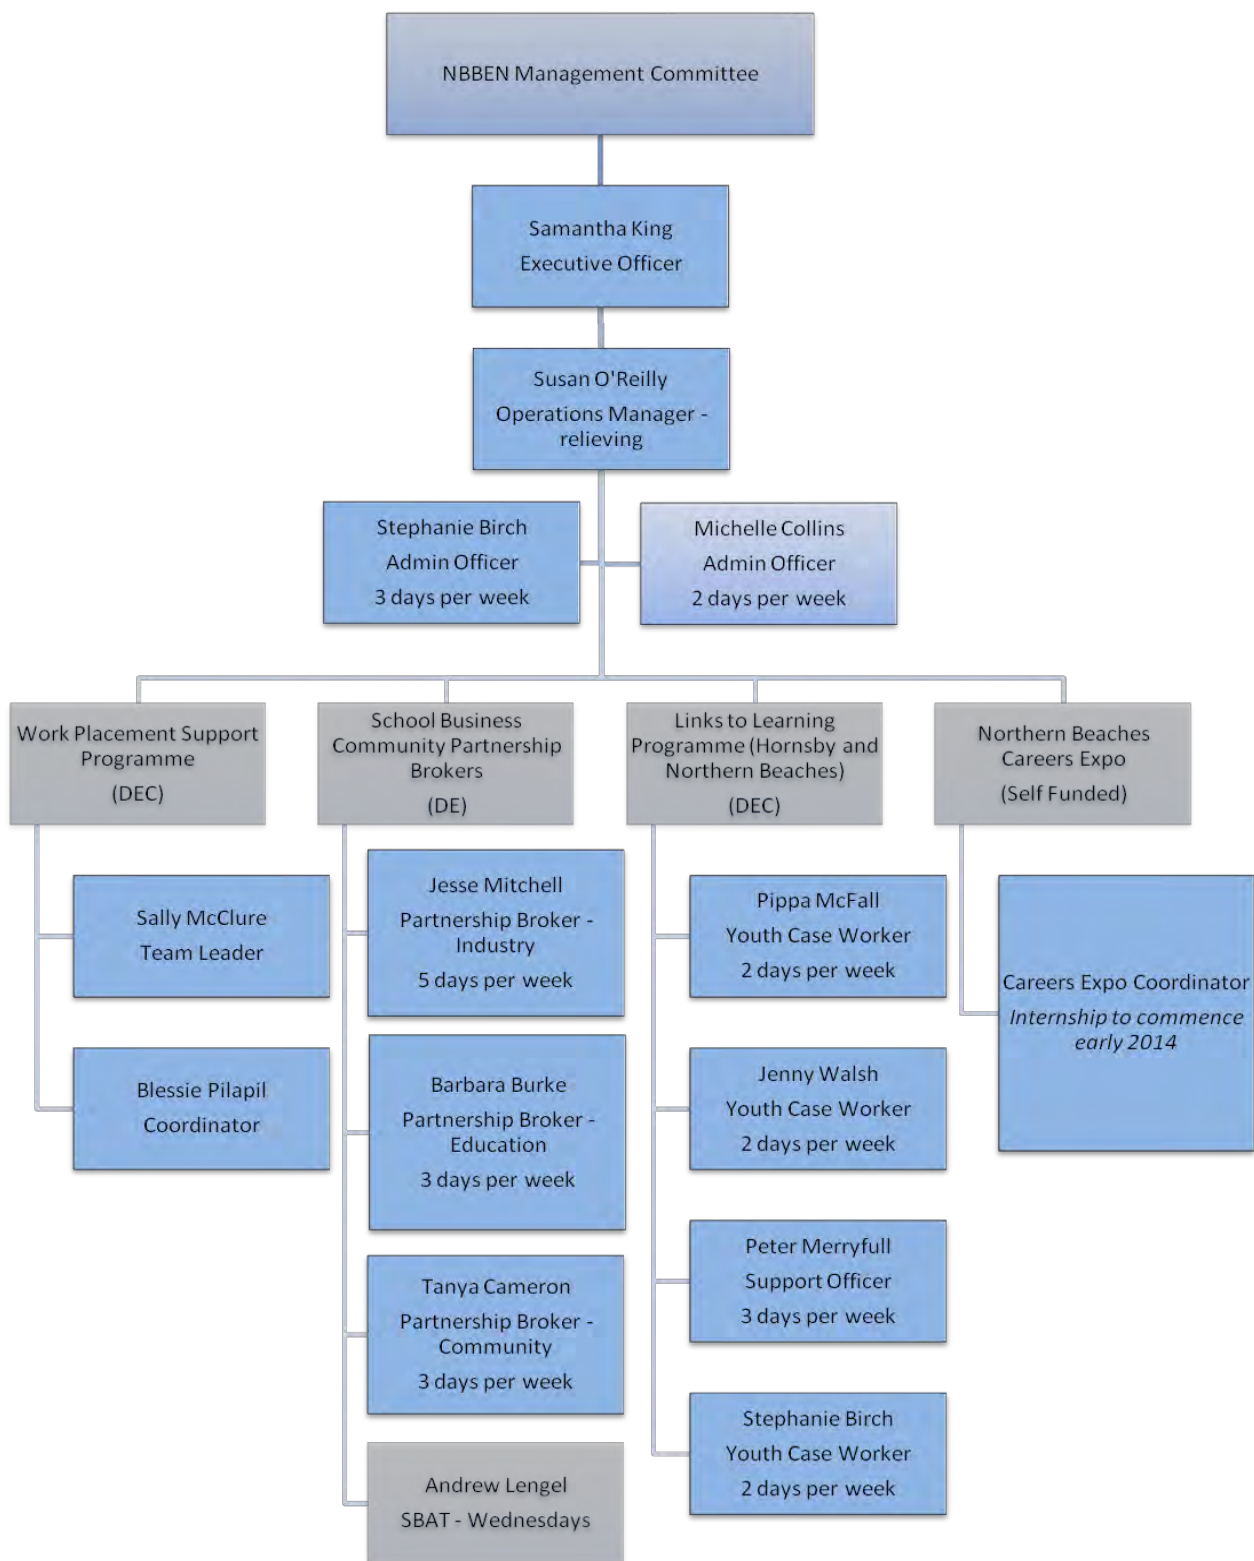 NBBEN Management Committee
Samantha King
Executive Officer
Susan O'Reilly
Operations Manager -
relieving
Stephanie Birch
Admin Officer
3 days per week
Michelle Collins
Admin Officer
2 days per week
Work Placement Support
Programme
(DEC)
School Business
Community Partnership
Brokers
(DE)
Links to Learning
Programme (Hornsby and
Northern Beaches)
(DEC)
Northern Beaches
Careers Expo
(Self Funded)
Sally McClure
Team Leader
Blessie Pilapil
Coordinator
Jesse Mitchell
Partnership Broker -
Industry
5 days per week
Barbara Burke
Partnership Broker -
Education
3 days per week
Tanya Cameron
Partnership Broker -
Community
3 days per week
Andrew Lengel
SBAT - Wednesdays
Pippa McFall
Youth Case Worker
2 days per week
Jenny Walsh
Youth Case Worker
2 days per week
Peter Merryfull
Support Officer
3 days per week
Stephanie Birch
Youth Case Worker
2 days per week
Careers Expo Coordinator
Internship to commence
early 2014